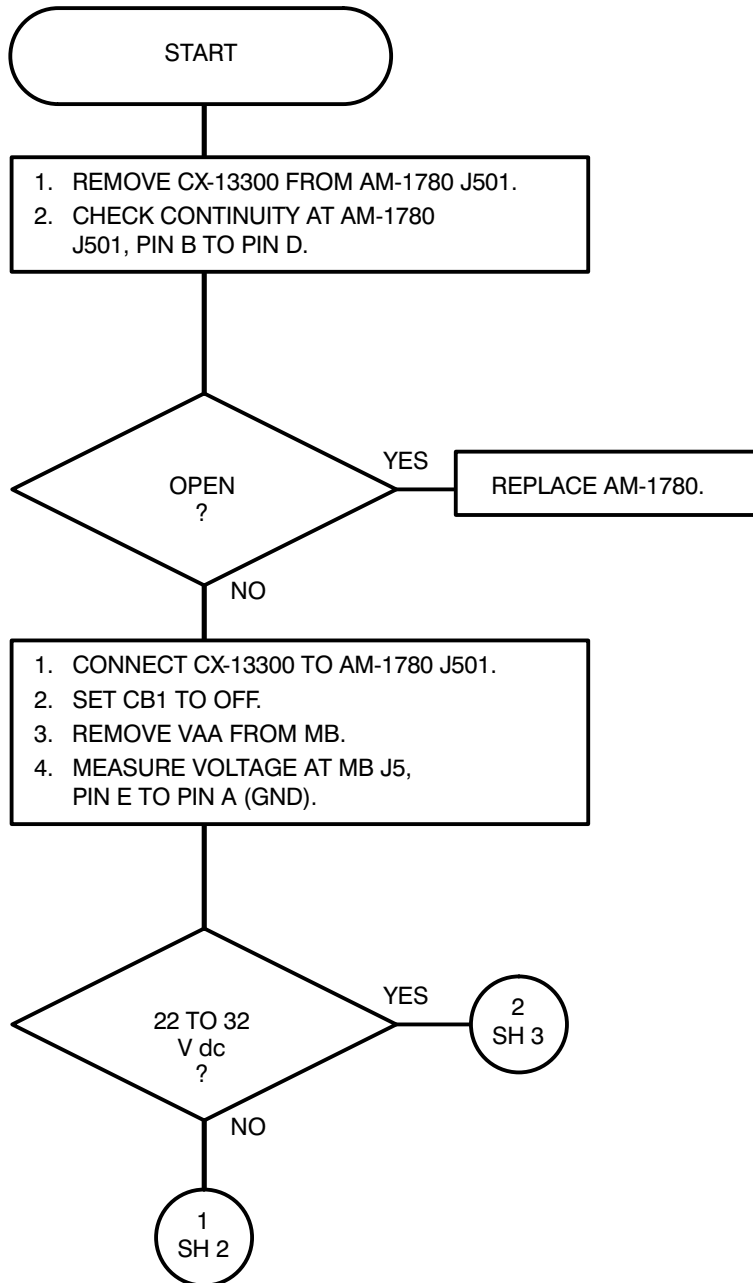 START
1. REMOVE CX-13300 FROM AM-1780 J501.
2. CHECK CONTINUITY AT AM-1780
J501, PIN B TO PIN D.
OPEN
?
YES
REPLACE AM-1780.
NO
1. CONNECT CX-13300 TO AM-1780 J501.
2. SET CB1 TO OFF.
3. REMOVE VAA FROM MB.
4. MEASURE VOLTAGE AT MB J5,
PIN E TO PIN A (GND).
22 TO 32
V dc
?
YES
2
SH 3
NO
1
SH 2